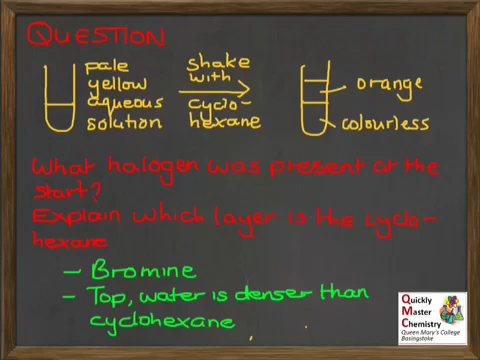 QUESTION
pale
yellow
aqueous
solution
shake
with
cyclo-
hexane
orange
colourless
What halogen was present at the
start?
Explain which layer is the cyclo-
hexane
- Bromine
- Top, water is denser than
cyclohexane
Quickly
Master
Chemistry
Queen Mary's College
Basingstoke